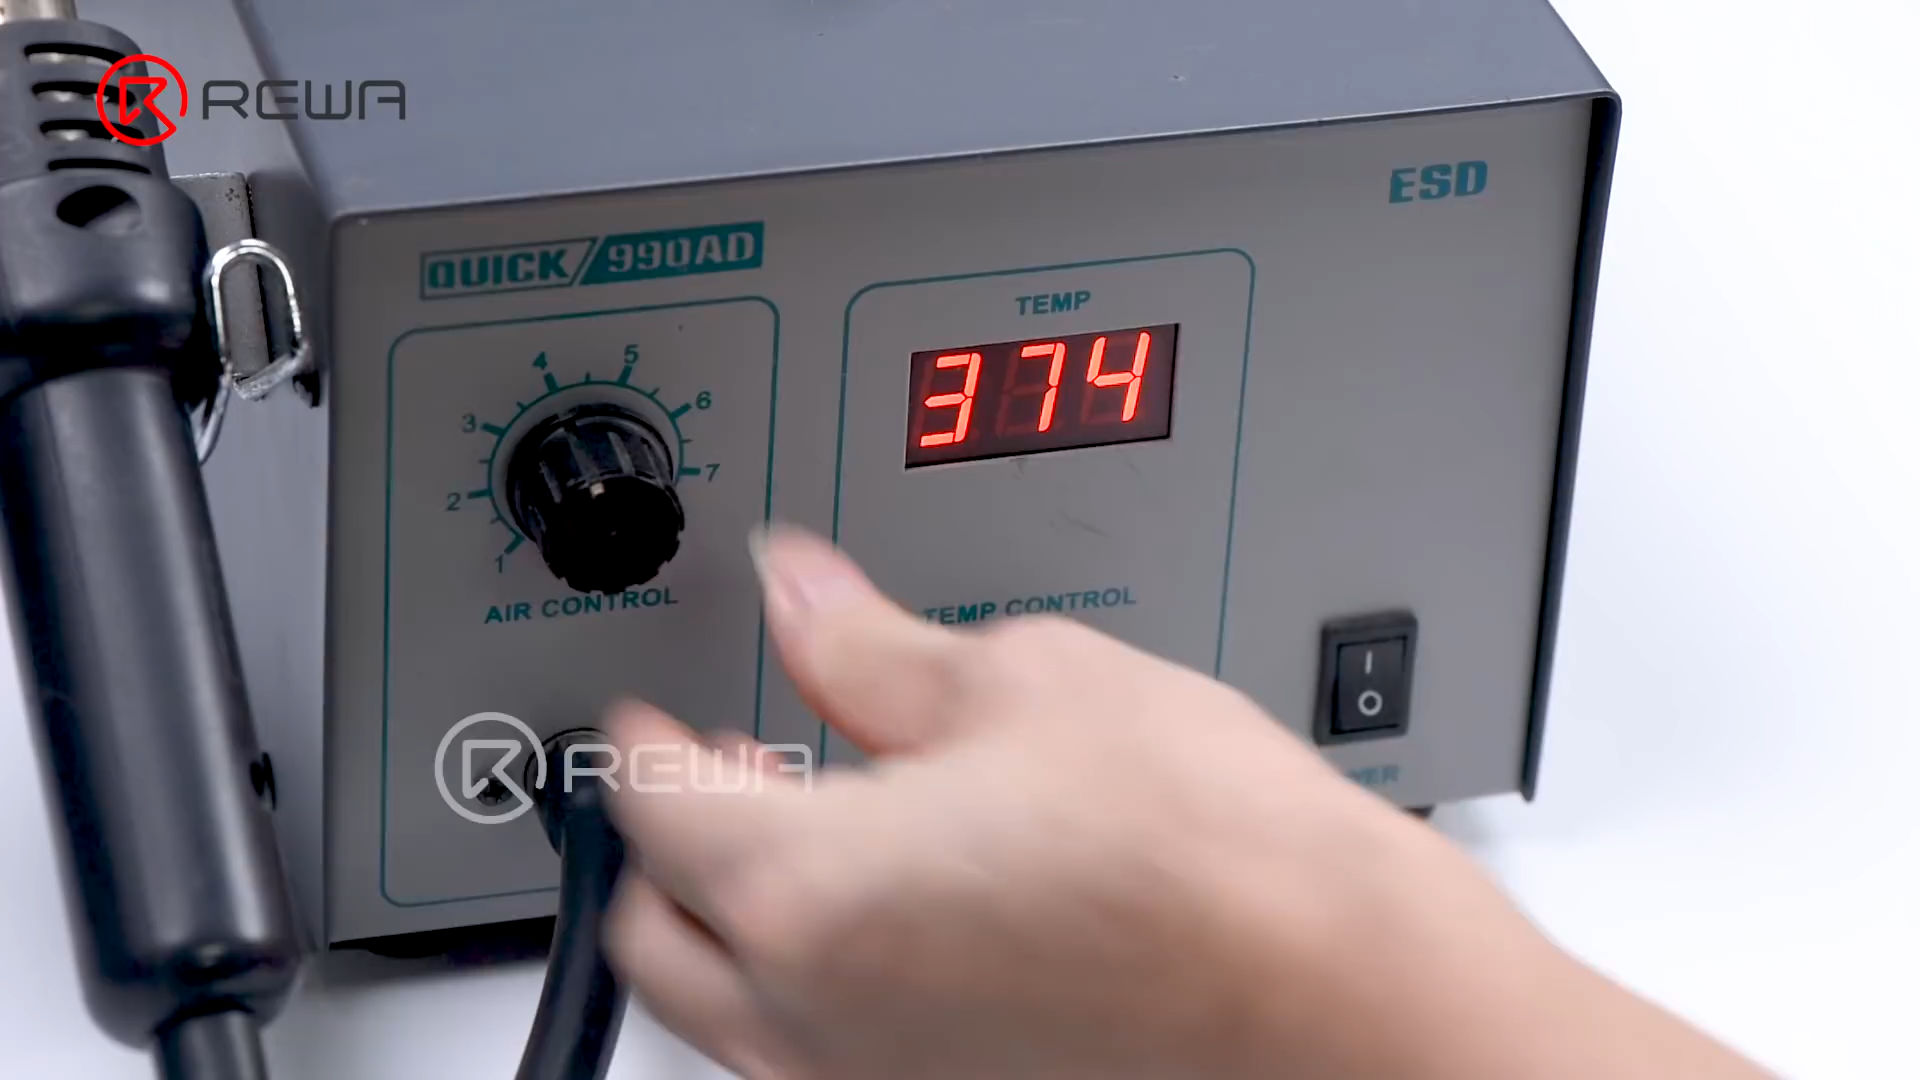 REWA
ESD
QUICK/990AD
TEMP
374
1
2
3
4
5
6
7
AIR CONTROL
TEMP CONTROL
REWA